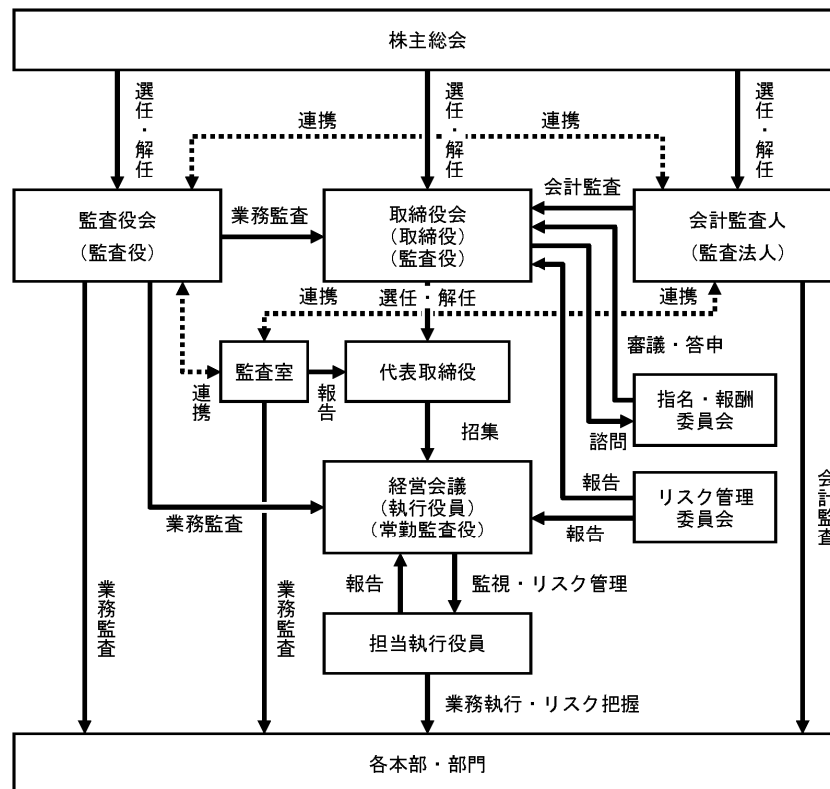 株主総会
選任・解任
選任・解任
選任・解任
連携
連携
監査役会
（監査役）
業務監査
取締役会
（取締役）
（監査役）
会計監査
会計監査人
（監査法人）
連携
選任・解任
連携
審議・答申
監査室
報告
代表取締役
連携
指名・報酬
委員会
諮問
招集
経営会議
（執行役員）
（常勤監査役）
報告
リスク管理
委員会
報告
業務監査
会計監査
報告
監視・リスク管理
業務監査
業務監査
担当執行役員
業務執行・リスク把握
各本部・部門